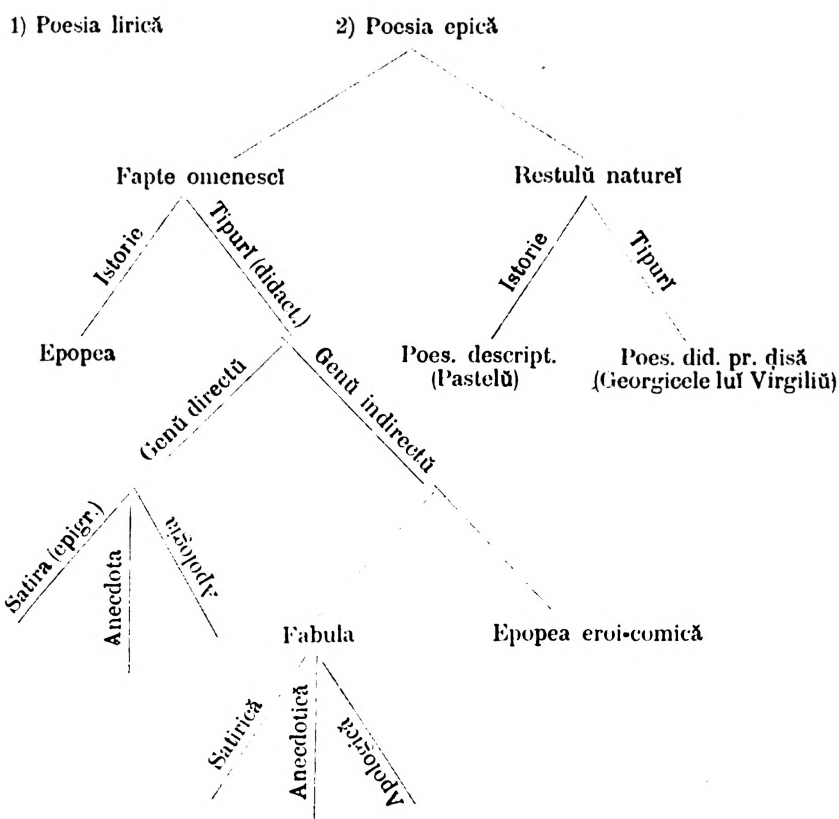 1) Poesia lirică
2) Poesia epică
Fapte omenescĭ
Restulŭ natureĭ
Istorie
Tipurĭ (didact.)
Istorie
Tipurĭ
Epopea
Poes. descript.
(Pastelŭ)
Poes. did. pr. ḍisă
(Georgicele luĭ Virgiliŭ)
Genŭ directŭ
Genŭ indirectŭ
Satira (epigr.)
Anecdota
Apologia
Fabula
Epopea eroi-comică
Satirică
Anecdotică
Apologică